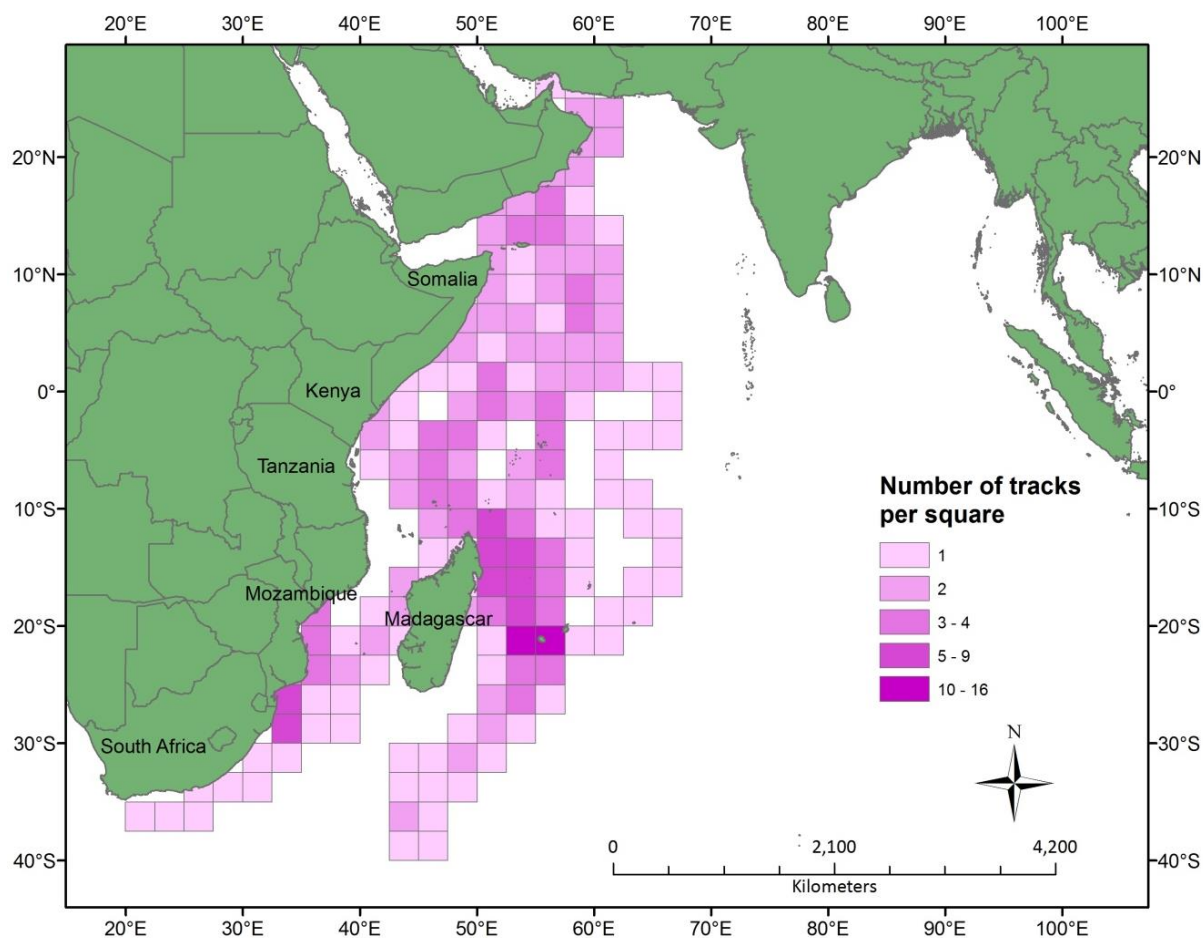 20°E 30°E 40°E 50°E 60°E 70°E 80°E 90°E 100°E
20°N 20°N
Somalia
10°N 10°N
Kenya
0° 0°
Tanzania
Number of tracks
per square
10°S 10°S
1
2
Mozambique
Madagascar
3 - 4
20°S 20°S
5 - 9
10 - 16
N
South Africa
30°S 30°S
0 2,100 4,200
40°S 40°S
Kilometers
20°E 30°E 40°E 50°E 60°E 70°E 80°E 90°E 100°E